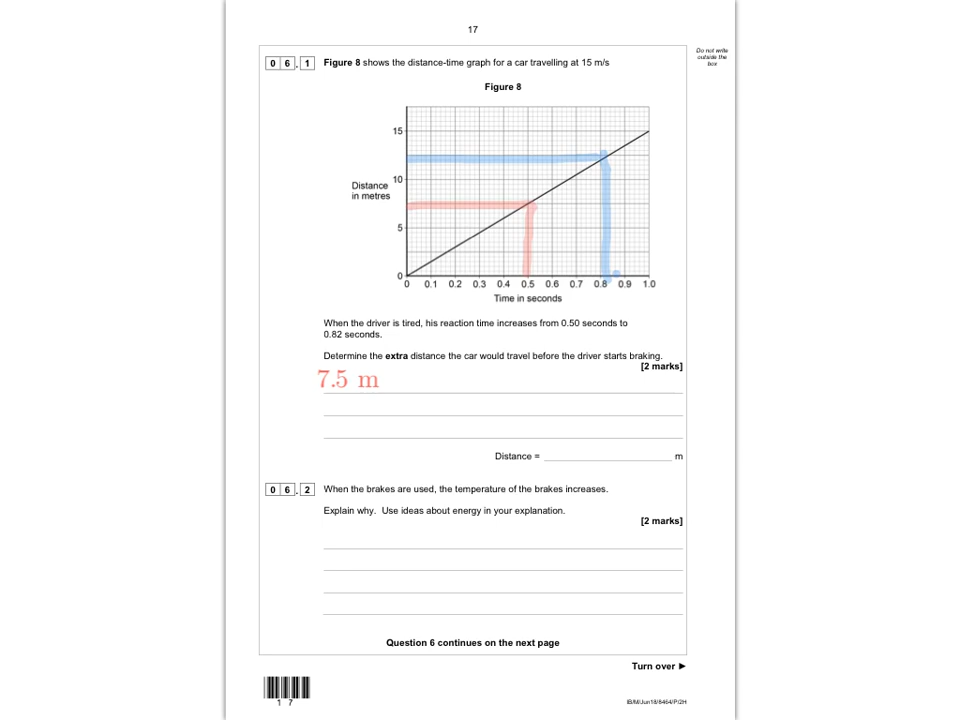 17
Do not write
outside the
box
0 6 . 1 Figure 8 shows the distance-time graph for a car travelling at 15 m/s
Figure 8
15
10
5
0
Distance
in metres
0 0.1 0.2 0.3 0.4 0.5 0.6 0.7 0.8 0.9 1.0
Time in seconds
When the driver is tired, his reaction time increases from 0.50 seconds to
0.82 seconds.
Determine the extra distance the car would travel before the driver starts braking.
[2 marks]
7.5 m
Distance = m
0 6 . 2 When the brakes are used, the temperature of the brakes increases.
Explain why. Use ideas about energy in your explanation.
[2 marks]
Question 6 continues on the next page
Turn over ►
1 7
IB/M/Jun18/8464/P/2H